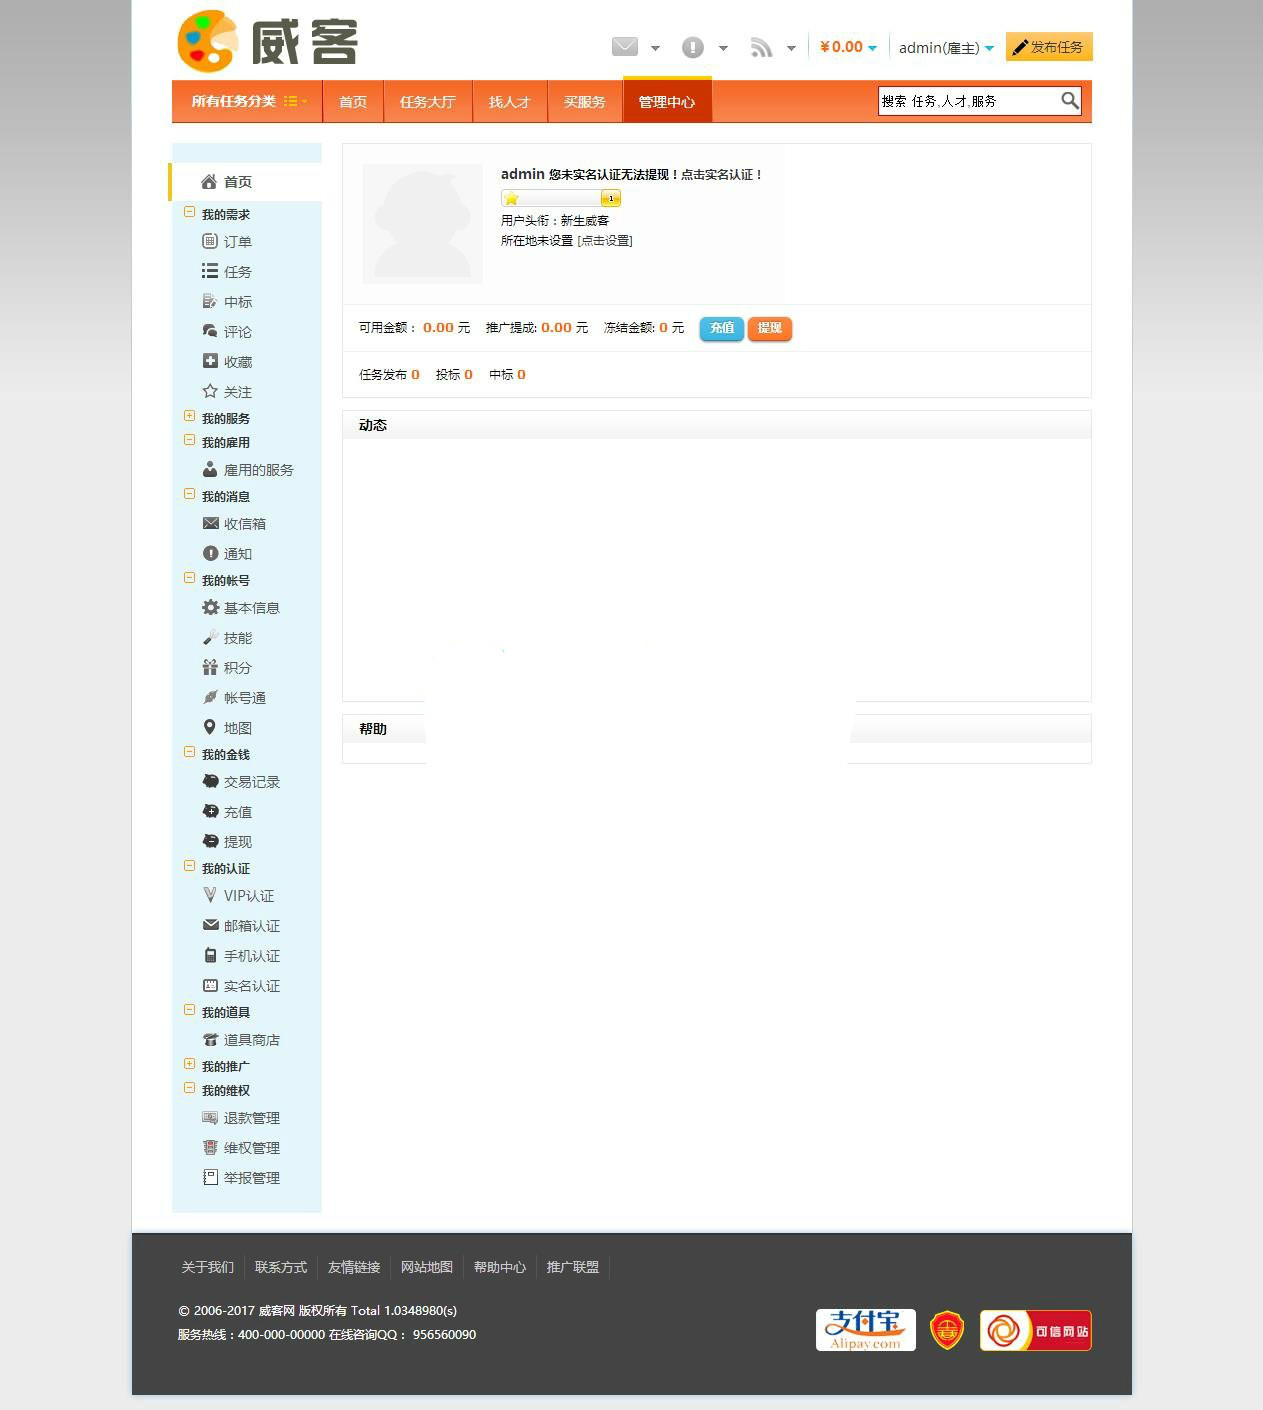 威客
¥0.00 admin(雇主) 发布任务
所有任务分类 首页 任务大厅 找人才 买服务 管理中心 搜索 任务,人才,服务
首页
我的需求
订单
任务
中标
评论
收藏
关注
我的服务
我的雇用
雇用的服务
我的消息
收信箱
通知
我的帐号
基本信息
技能
积分
帐号通
地图
我的金钱
交易记录
充值
提现
我的认证
VIP认证
邮箱认证
手机认证
实名认证
我的道具
道具商店
我的推广
我的维权
退款管理
维权管理
举报管理
admin 您未实名认证无法提现！点击实名认证！
1
用户头衔：新生威客
所在地未设置 [点击设置]
可用金额： 0.00 元 推广提成: 0.00 元 冻结金额: 0 元 充值 提现
任务发布 0 投标 0 中标 0
动态
帮助
关于我们 联系方式 友情链接 网站地图 帮助中心 推广联盟
© 2006-2017 威客网 版权所有 Total 1.0348980(s)
服务热线：400-000-00000 在线咨询QQ： 956560090
支付宝
Alipay.com
可信网站